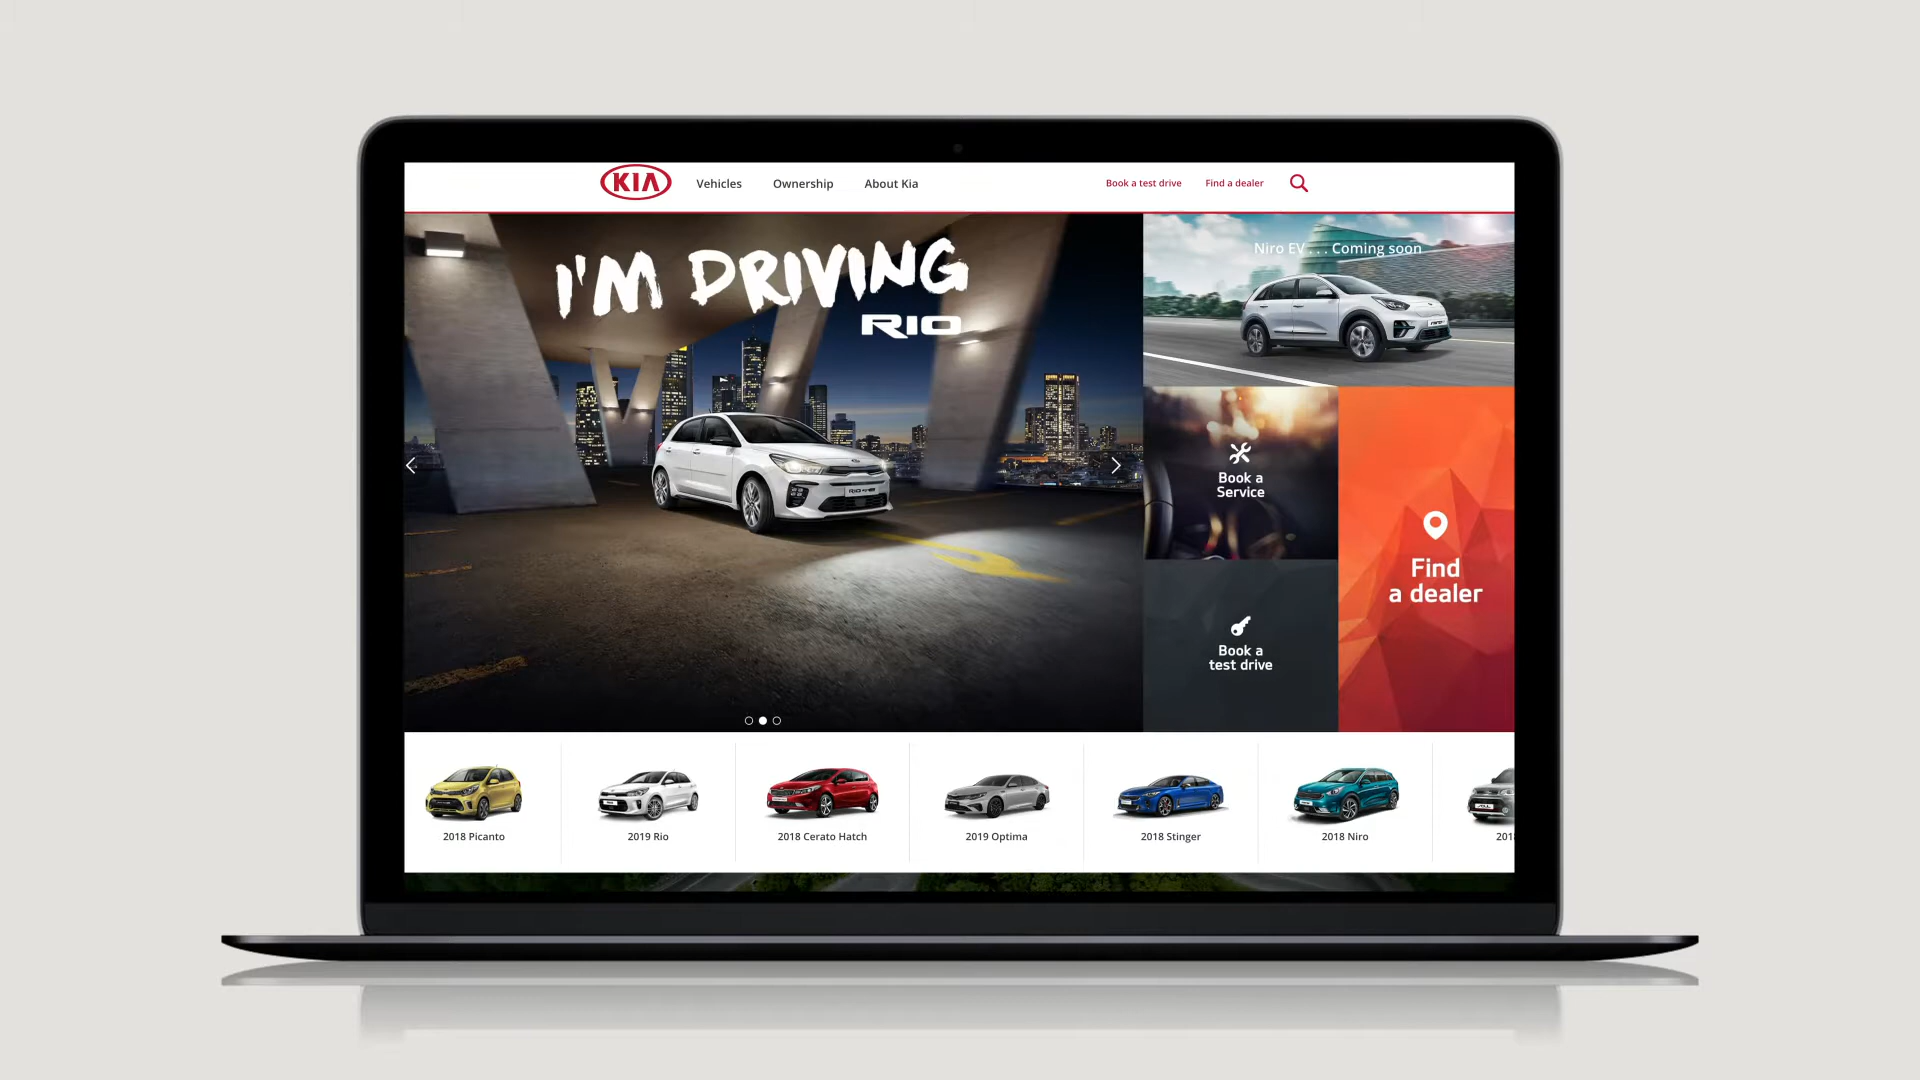 KIA
Vehicles
Ownership
About Kia
Book a test drive
Find a dealer
I'M DRIVING
RIO
Niro EV . . . Coming soon
Book a
Service
Find
a dealer
Book a
test drive
2018 Picanto
2019 Rio
2018 Cerato Hatch
2019 Optima
2018 Stinger
2018 Niro